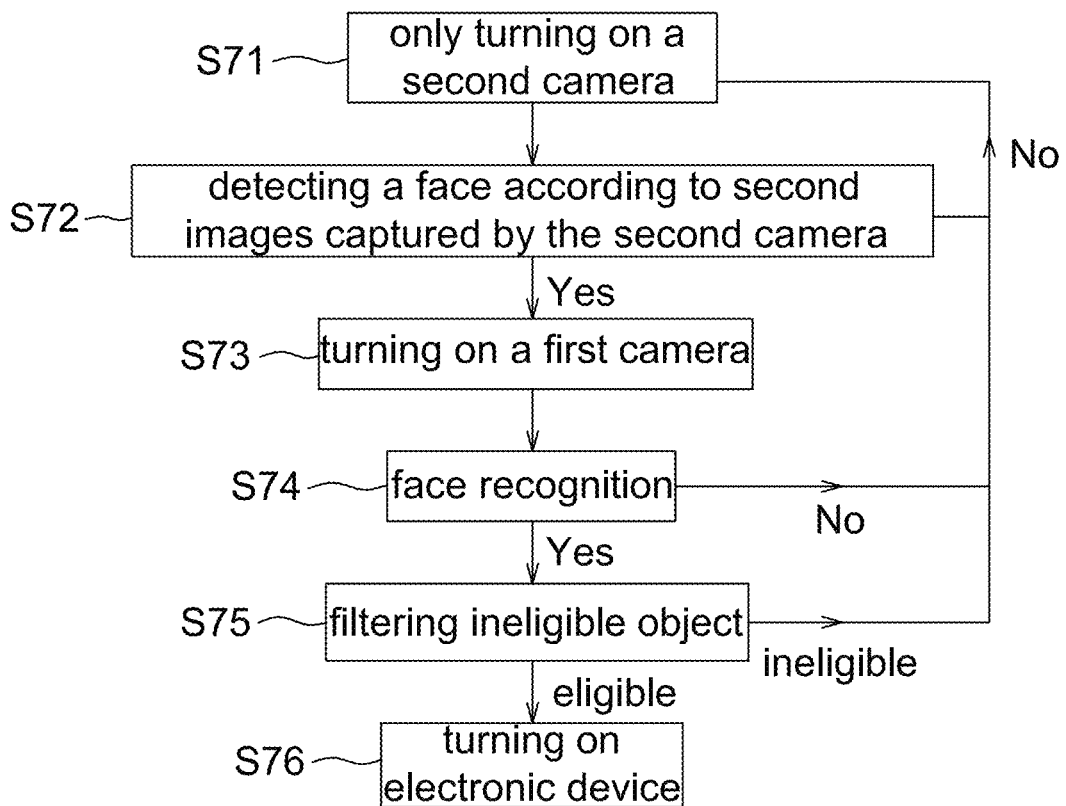 S71
only turning on a
second camera
No
S72
detecting a face according to second
images captured by the second camera
Yes
S73
turning on a first camera
S74
face recognition
No
Yes
S75
filtering ineligible object
ineligible
eligible
S76
turning on
electronic device